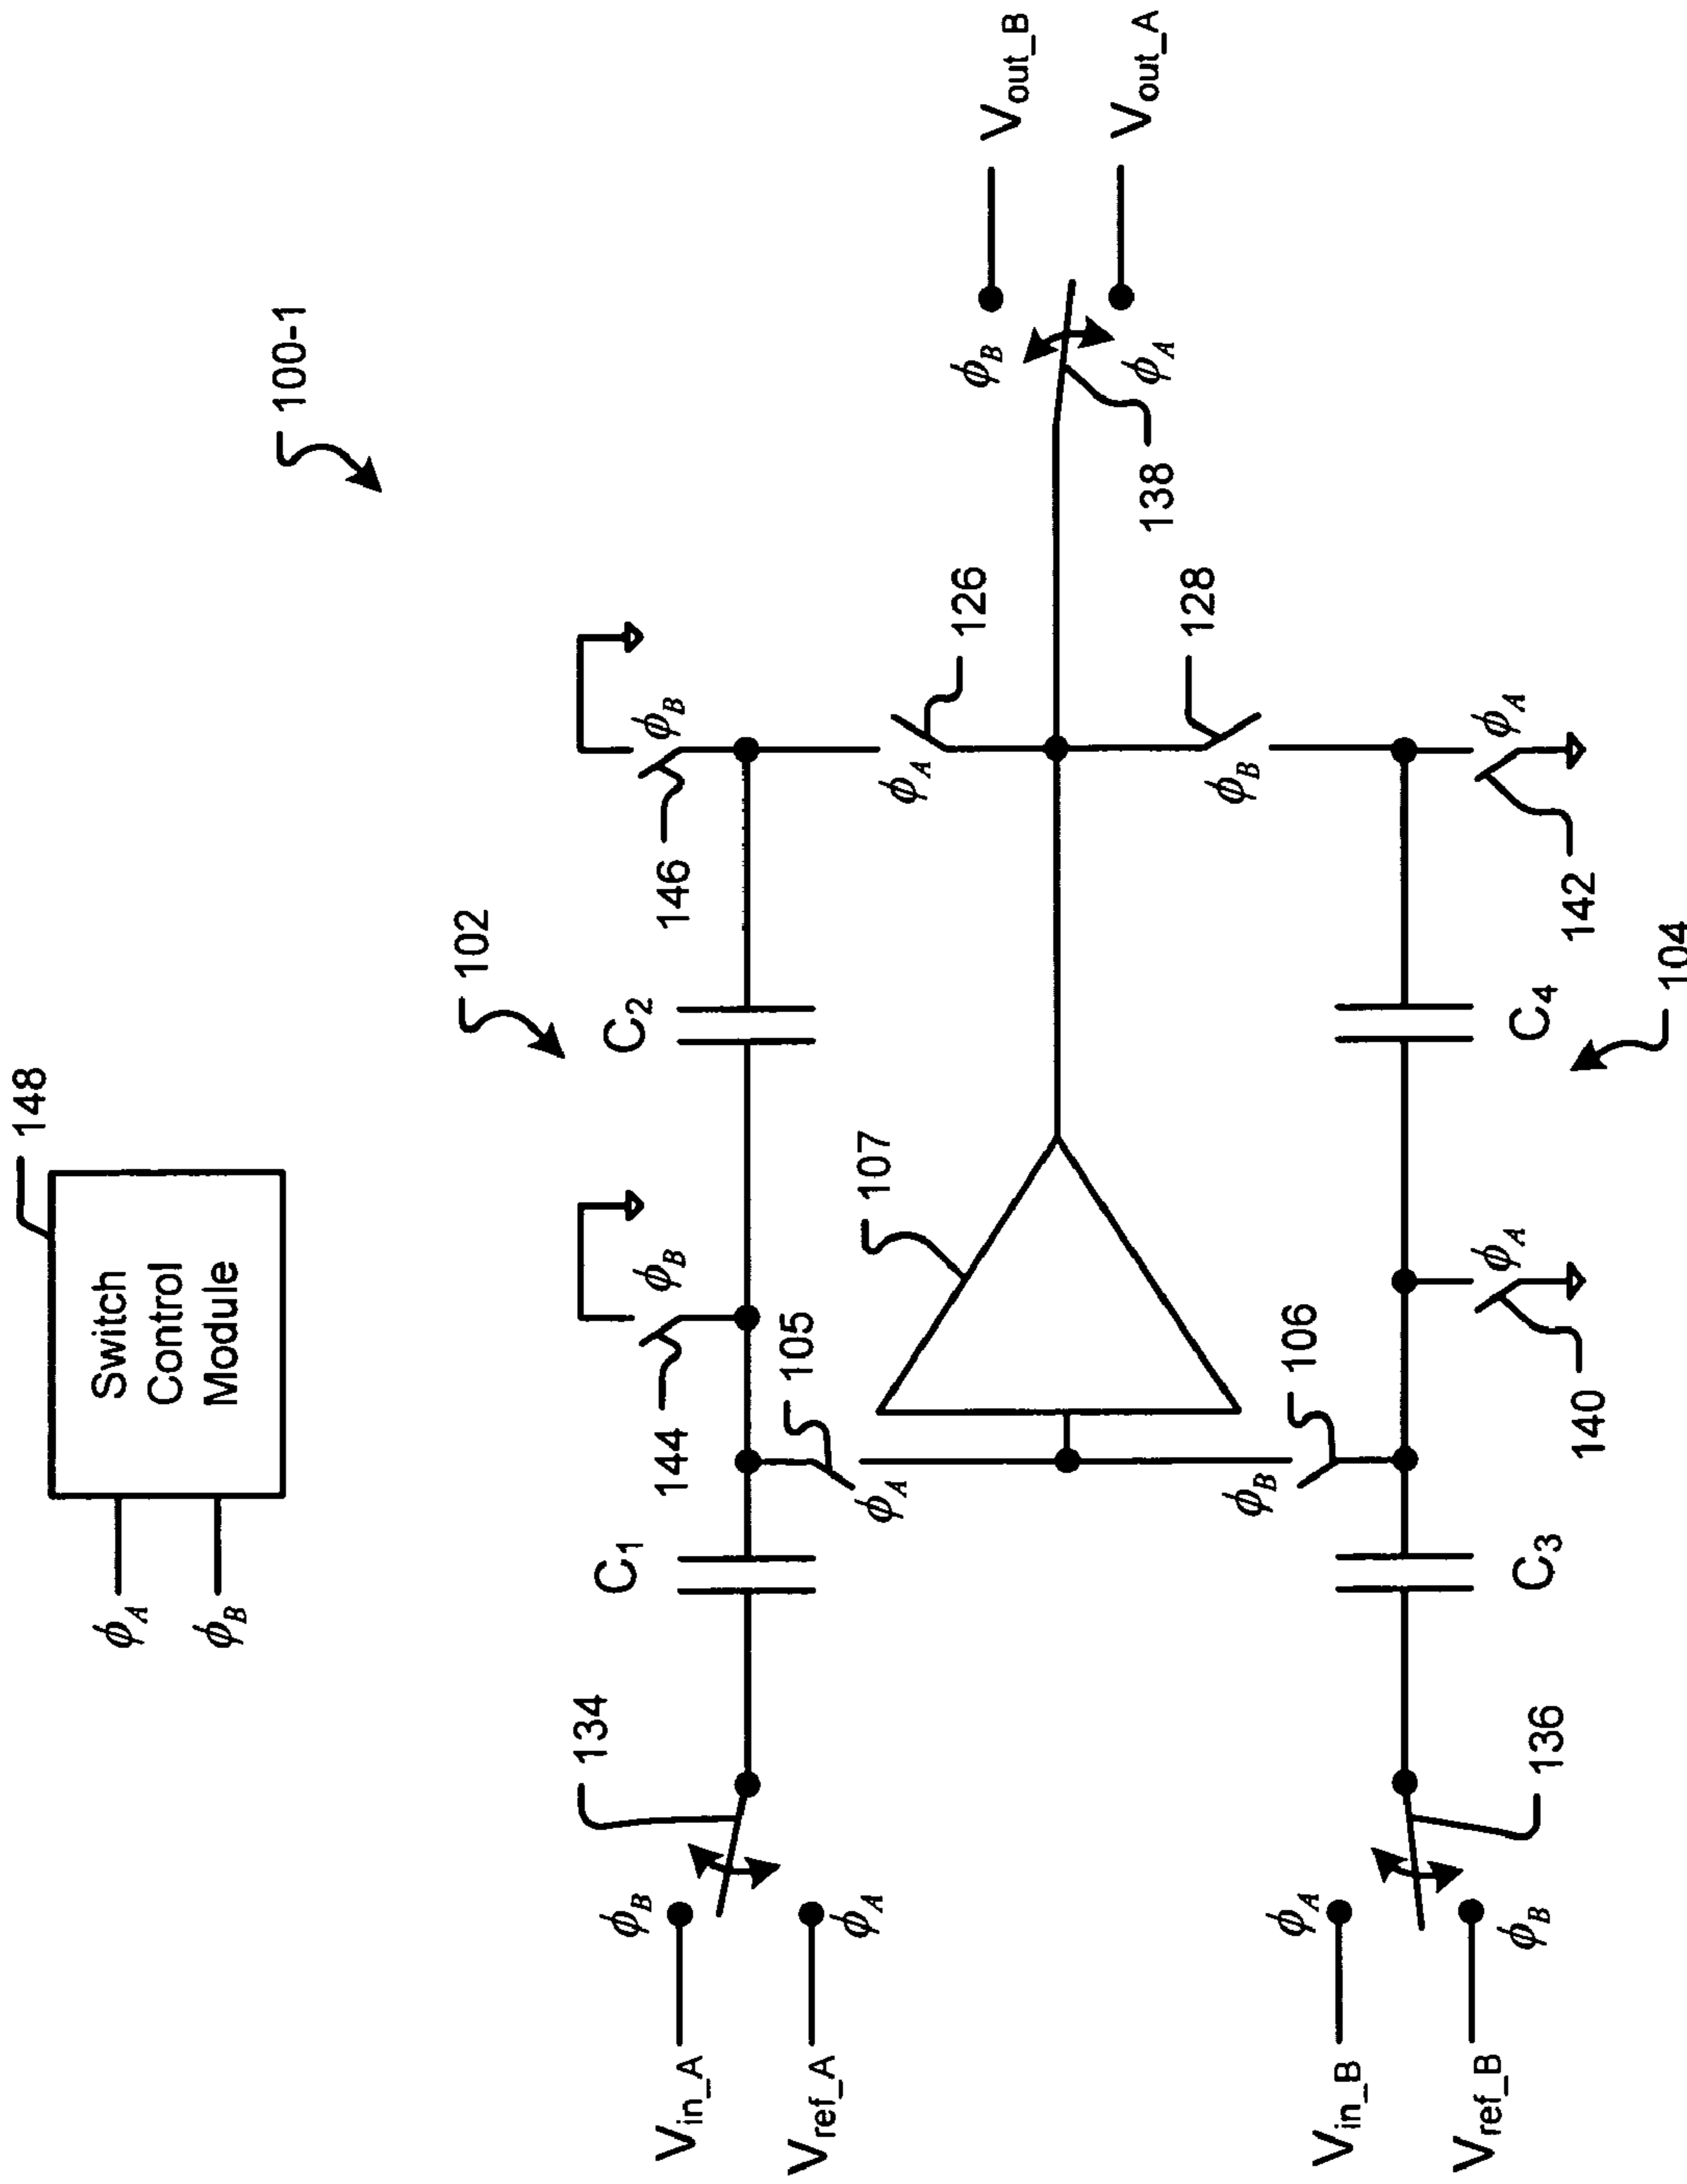 148
Switch
Control
Module
ϕA
ϕB
100-1
102
146
ϕB
126
ϕA
144
ϕB
C2
C1
105
ϕA
107
134
ϕB
Vin_A
ϕA
Vref_A
ϕB
Vout_B
ϕA
Vout_A
138
128
ϕB
106
ϕB
ϕA
142
ϕA
140
C4
C3
104
136
ϕA
Vin_B
ϕB
Vref_B